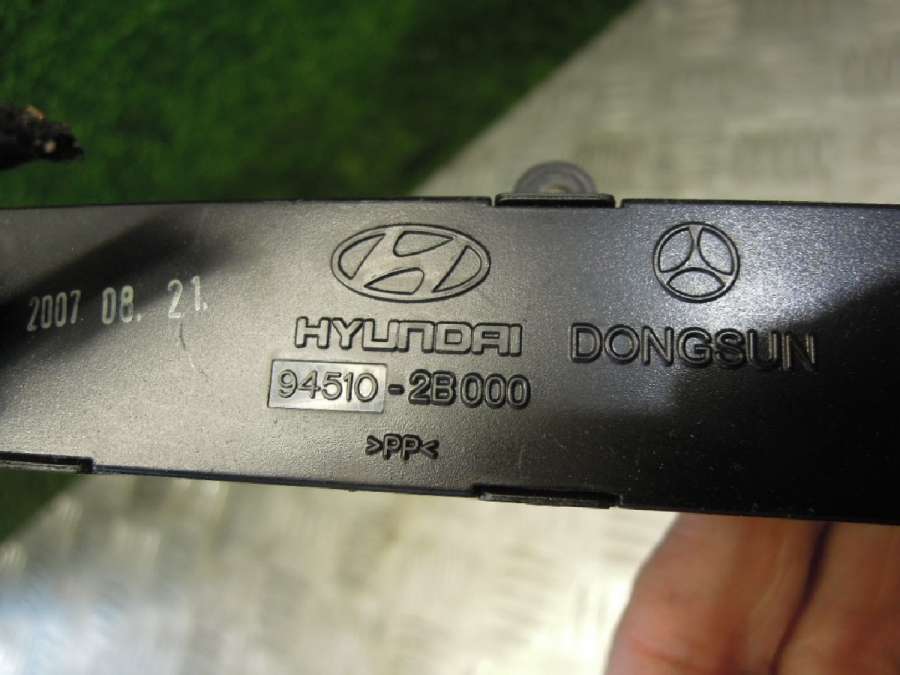 2007. 08. 21.
HYUNDAI
DONGSUN
94510-2B000
>PP<